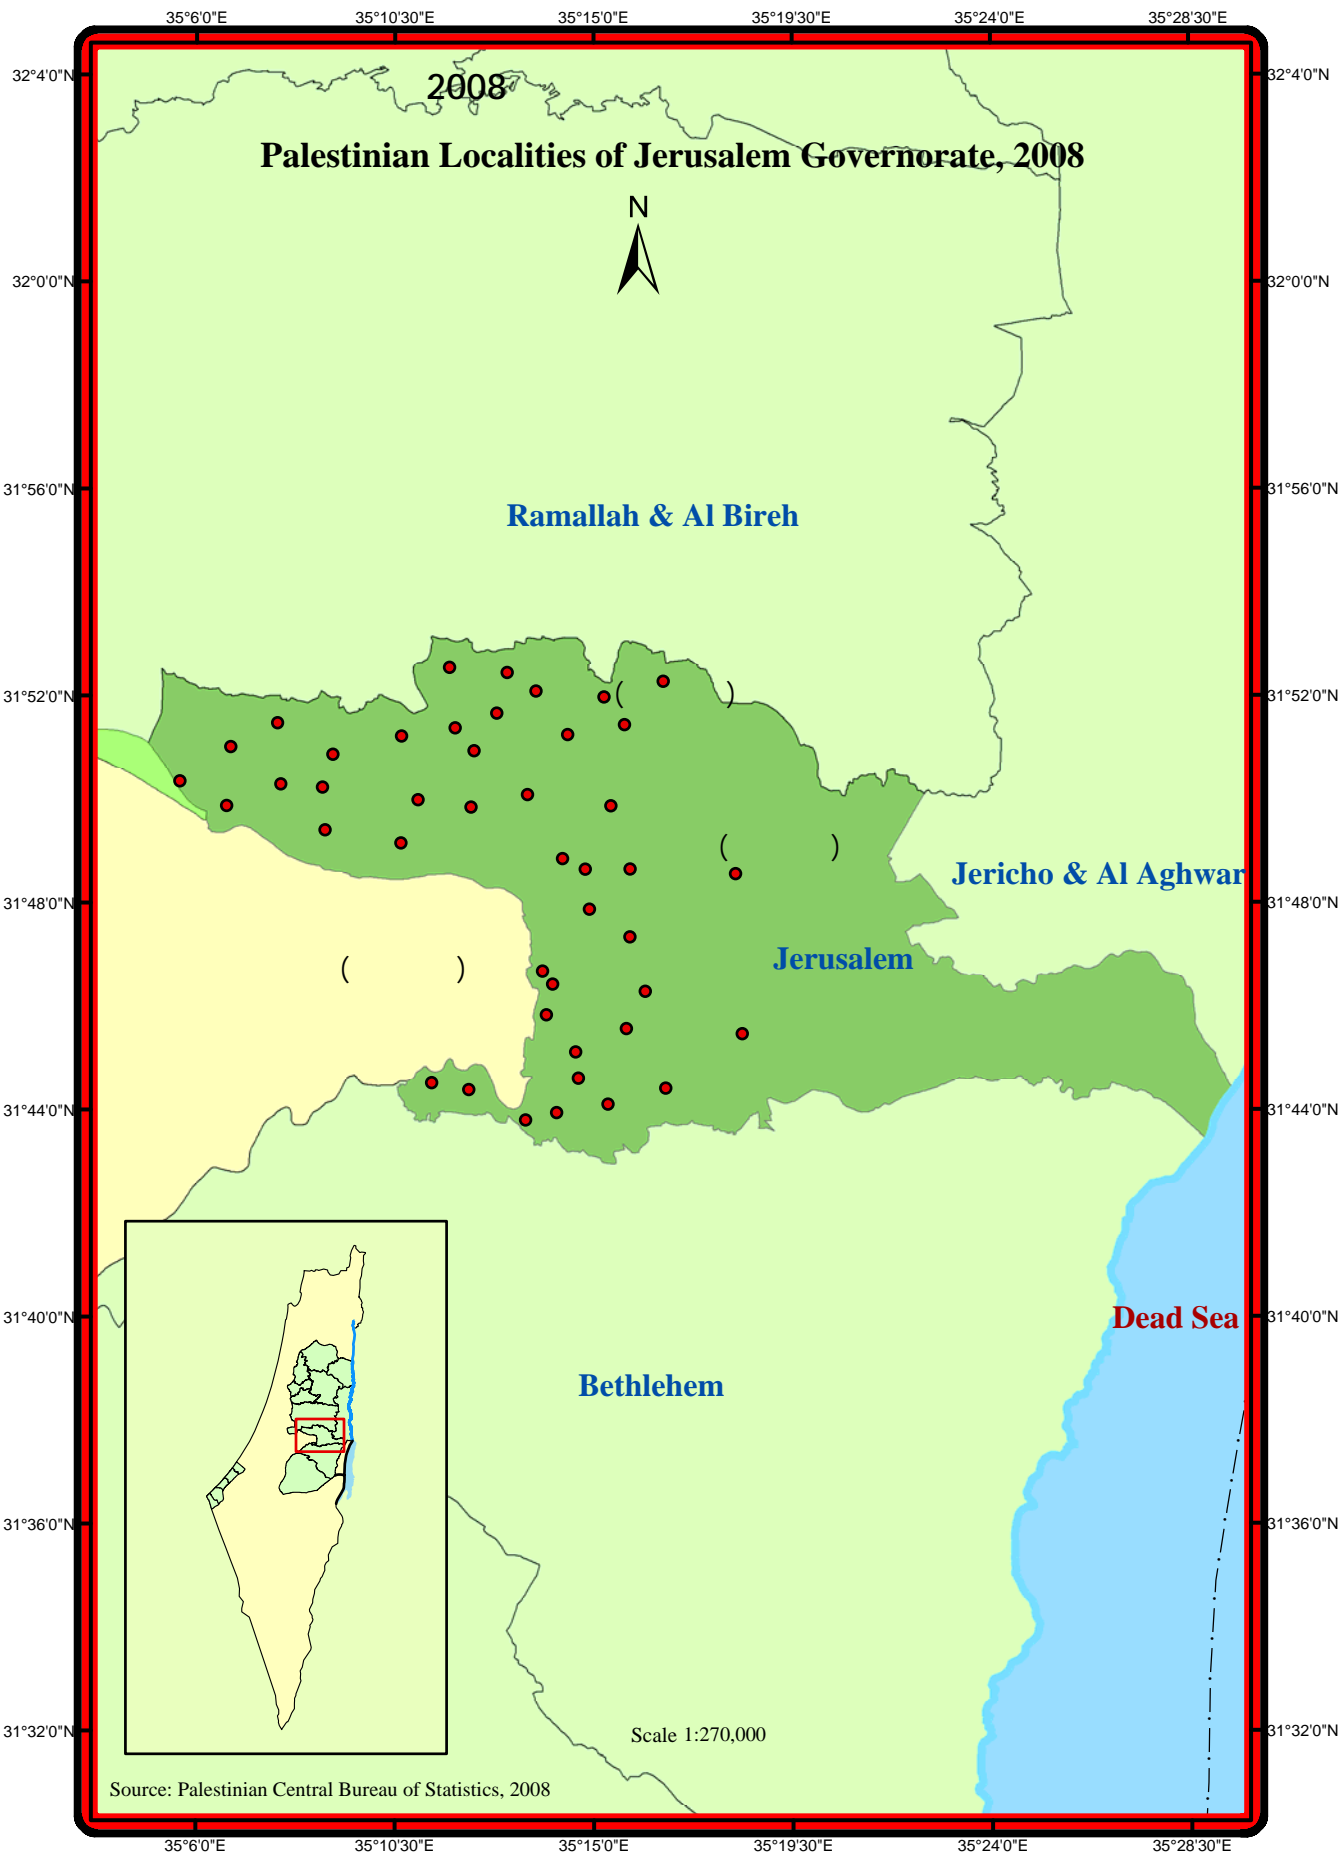 35°6'0"E 35°10'30"E 35°15'0"E 35°19'30"E 35°24'0"E 35°28'30"E
32°4'0"N 32°4'0"N
2008
Palestinian Localities of Jerusalem Governorate, 2008
N
32°0'0"N 32°0'0"N
31°56'0"N 31°56'0"N
Ramallah & Al Bireh
31°52'0"N ( ) 31°52'0"N
( )
Jericho & Al Aghwar
31°48'0"N 31°48'0"N
Jerusalem
( )
31°44'0"N 31°44'0"N
31°40'0"N Dead Sea 31°40'0"N
Bethlehem
31°36'0"N 31°36'0"N
31°32'0"N Scale 1:270,000 31°32'0"N
Source: Palestinian Central Bureau of Statistics, 2008
35°6'0"E 35°10'30"E 35°15'0"E 35°19'30"E 35°24'0"E 35°28'30"E